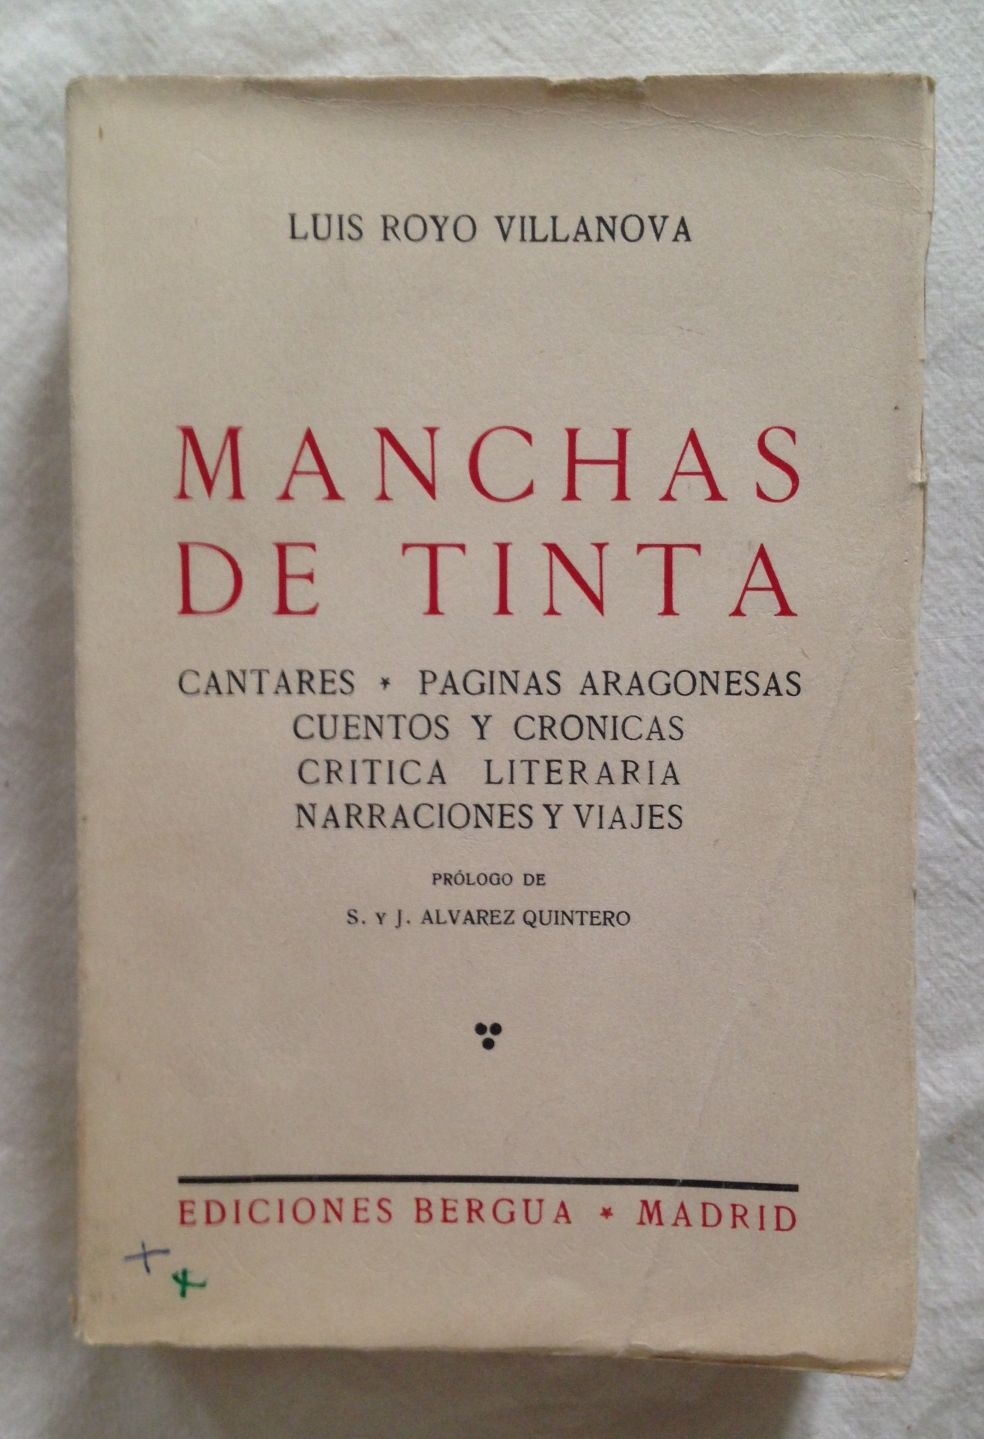 LUIS ROYO VILLANOVA
MANCHAS
DE TINTA
CANTARES * PAGINAS ARAGONESAS
CUENTOS Y CRONICAS
CRITICA LITERARIA
NARRACIONES Y VIAJES
PRÓLOGO DE
S. Y J. ALVAREZ QUINTERO
EDICIONES BERGUA * MADRID